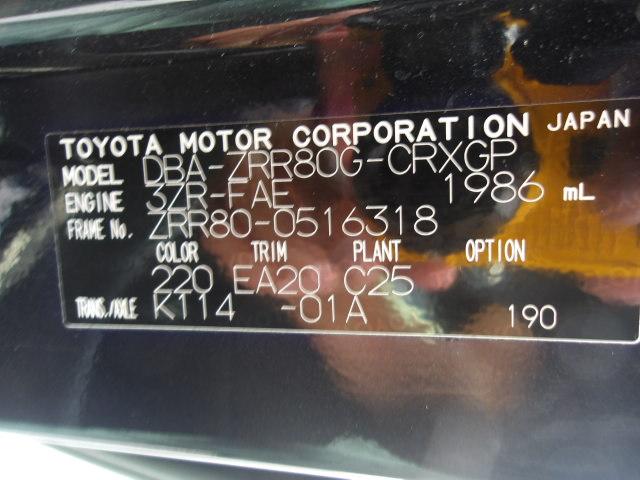 TOYOTA MOTOR CORPORATION JAPAN
MODEL DBA-ZRR80G-CRXGP
ENGINE 3ZR-FAE 1986 mL
FRAME No. ZRR80-0516318
COLOR TRIM PLANT OPTION
220 EA20 C25
TRANS./AXLE K114 -01A 190